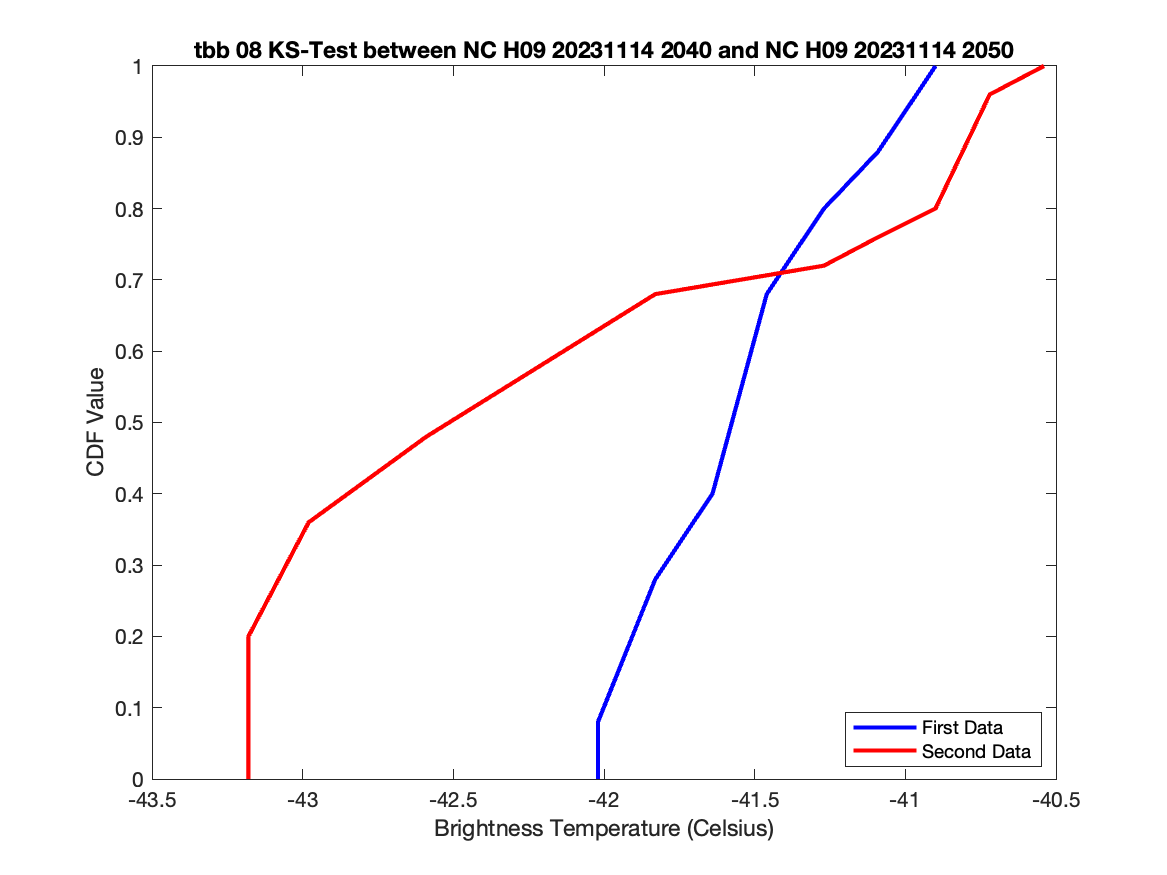 tbb 08 KS-Test between NC H09 20231114 2040 and NC H09 20231114 2050
1
0.9
0.8
0.7
0.6
0.5
0.4
0.3
0.2
0.1
0
CDF Value
First Data
Second Data
-43.5 -43 -42.5 -42 -41.5 -41 -40.5
Brightness Temperature (Celsius)